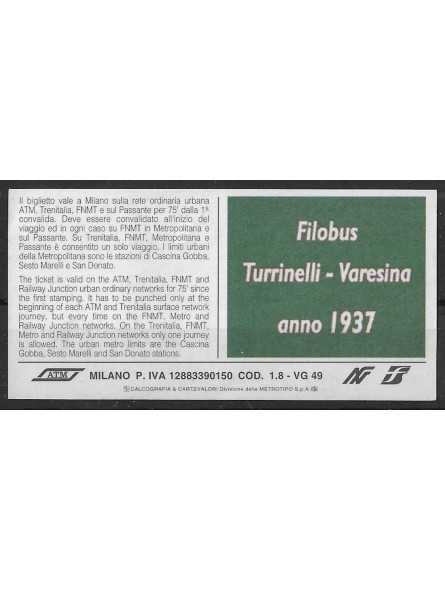 Il biglietto vale a Milano sulla rete ordinaria urbana
ATM, Trenitalia, FNMT e sul Passante per 75' dalla 1ª
convalida. Deve essere convalidato all'inizio del
viaggio ed in ogni caso su FNMT in Metropolitana e
sul Passante. Su Trenitalia, FNMT, Metropolitana e
Passante è consentito un solo viaggio. I limiti urbani
della Metropolitana sono le stazioni di Cascina Gobba,
Sesto Marelli e San Donato.
The ticket is valid on the ATM, Trenitalia, FNMT and
Railway Junction urban ordinary networks for 75' since
the first stamping. It has to be punched only at the
beginning of each ATM and Trenitalia surface network
journey, but every time on the FNMT, Metro and
Railway Junction networks. On the Trenitalia, FNMT,
Metro and Railway Junction networks only one journey
is allowed. The urban metro limits are the Cascina
Gobba, Sesto Marelli and San Donato stations.
Filobus
Turrinelli - Varesina
anno 1937
ATM MILANO P. IVA 12883390150 COD. 1.8 - VG 49
CALCOGRAFIA & CARTEVALORI Divisione della METROTIPO S.p.A.